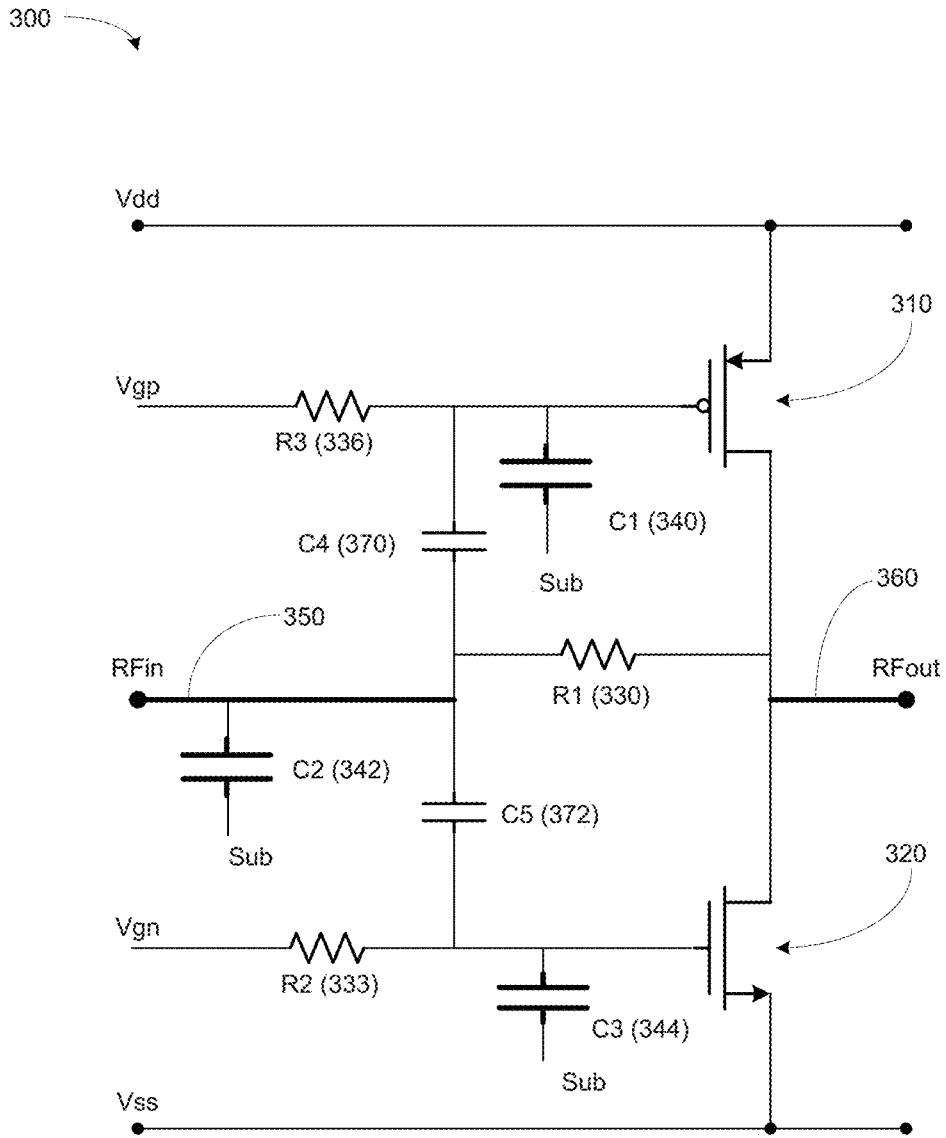 300
Vdd
310
Vgp
R3 (336)
C1 (340)
C4 (370)
Sub
360
350
RFin
RFout
R1 (330)
C2 (342)
C5 (372)
Sub
320
Vgn
R2 (333)
C3 (344)
Sub
Vss